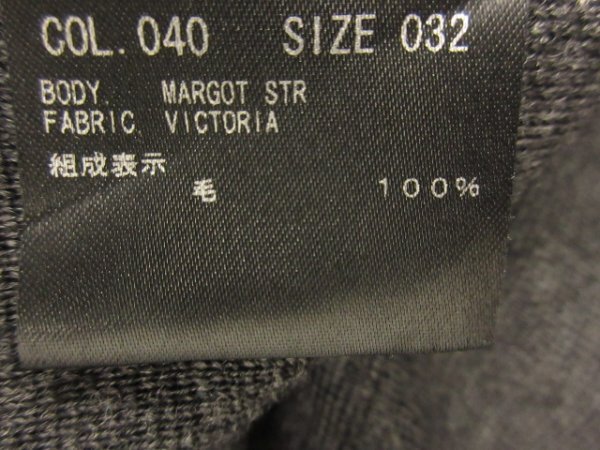 COL.040 SIZE 032
BODY. MARGOT STR
FABRIC. VICTORIA
組成表示
毛 １００％